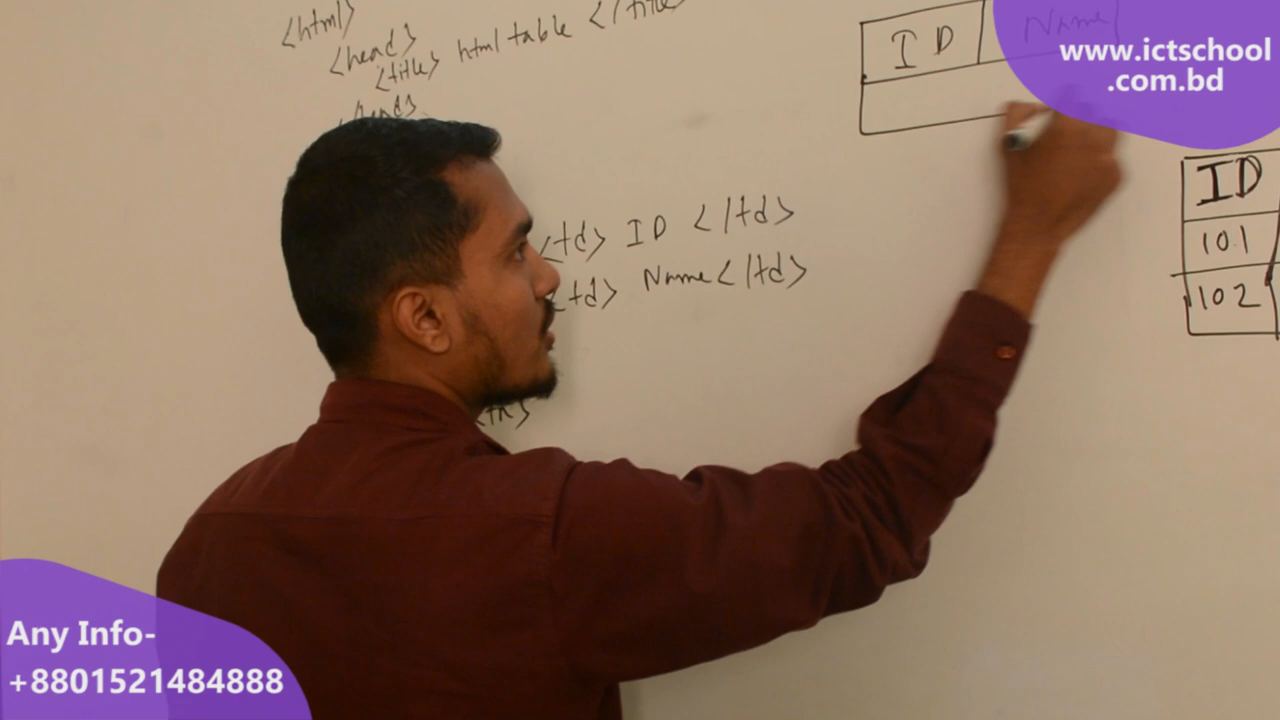 <html>
<head>
<title> html table </title>
<td> ID </td>
<td> Name </td>
ID Name
ID
101
102
www.ictschool
.com.bd
Any Info-
+8801521484888